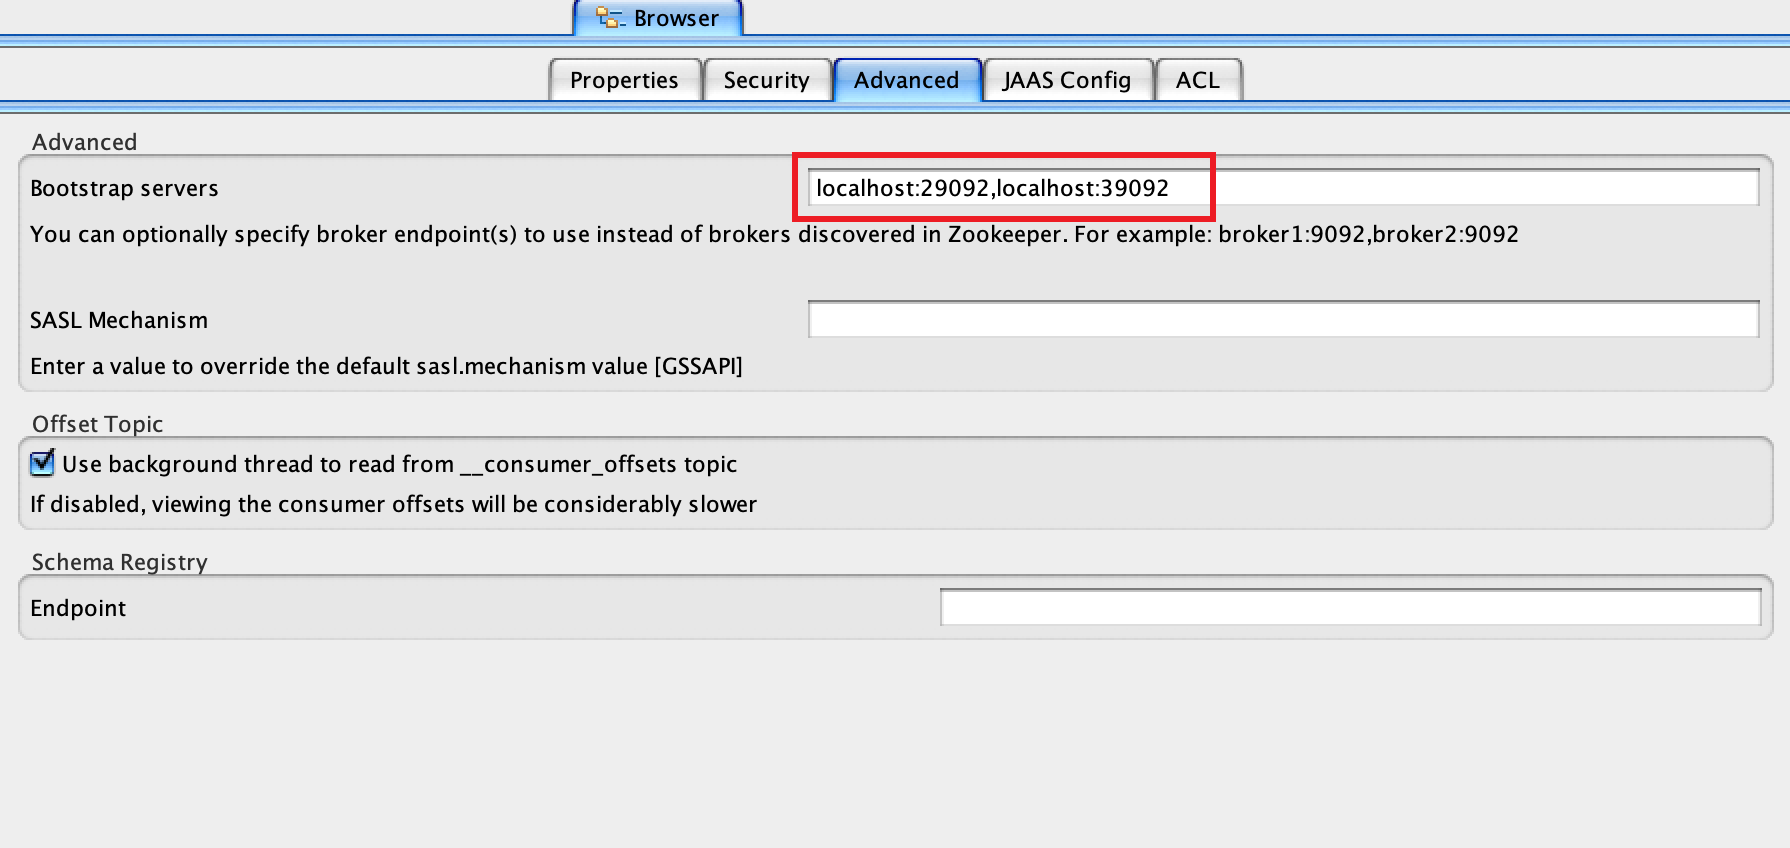 Browser
Properties Security Advanced JAAS Config ACL
Advanced
Bootstrap servers localhost:29092,localhost:39092
You can optionally specify broker endpoint(s) to use instead of brokers discovered in Zookeeper. For example: broker1:9092,broker2:9092
SASL Mechanism
Enter a value to override the default sasl.mechanism value [GSSAPI]
Offset Topic
Use background thread to read from __consumer_offsets topic
If disabled, viewing the consumer offsets will be considerably slower
Schema Registry
Endpoint